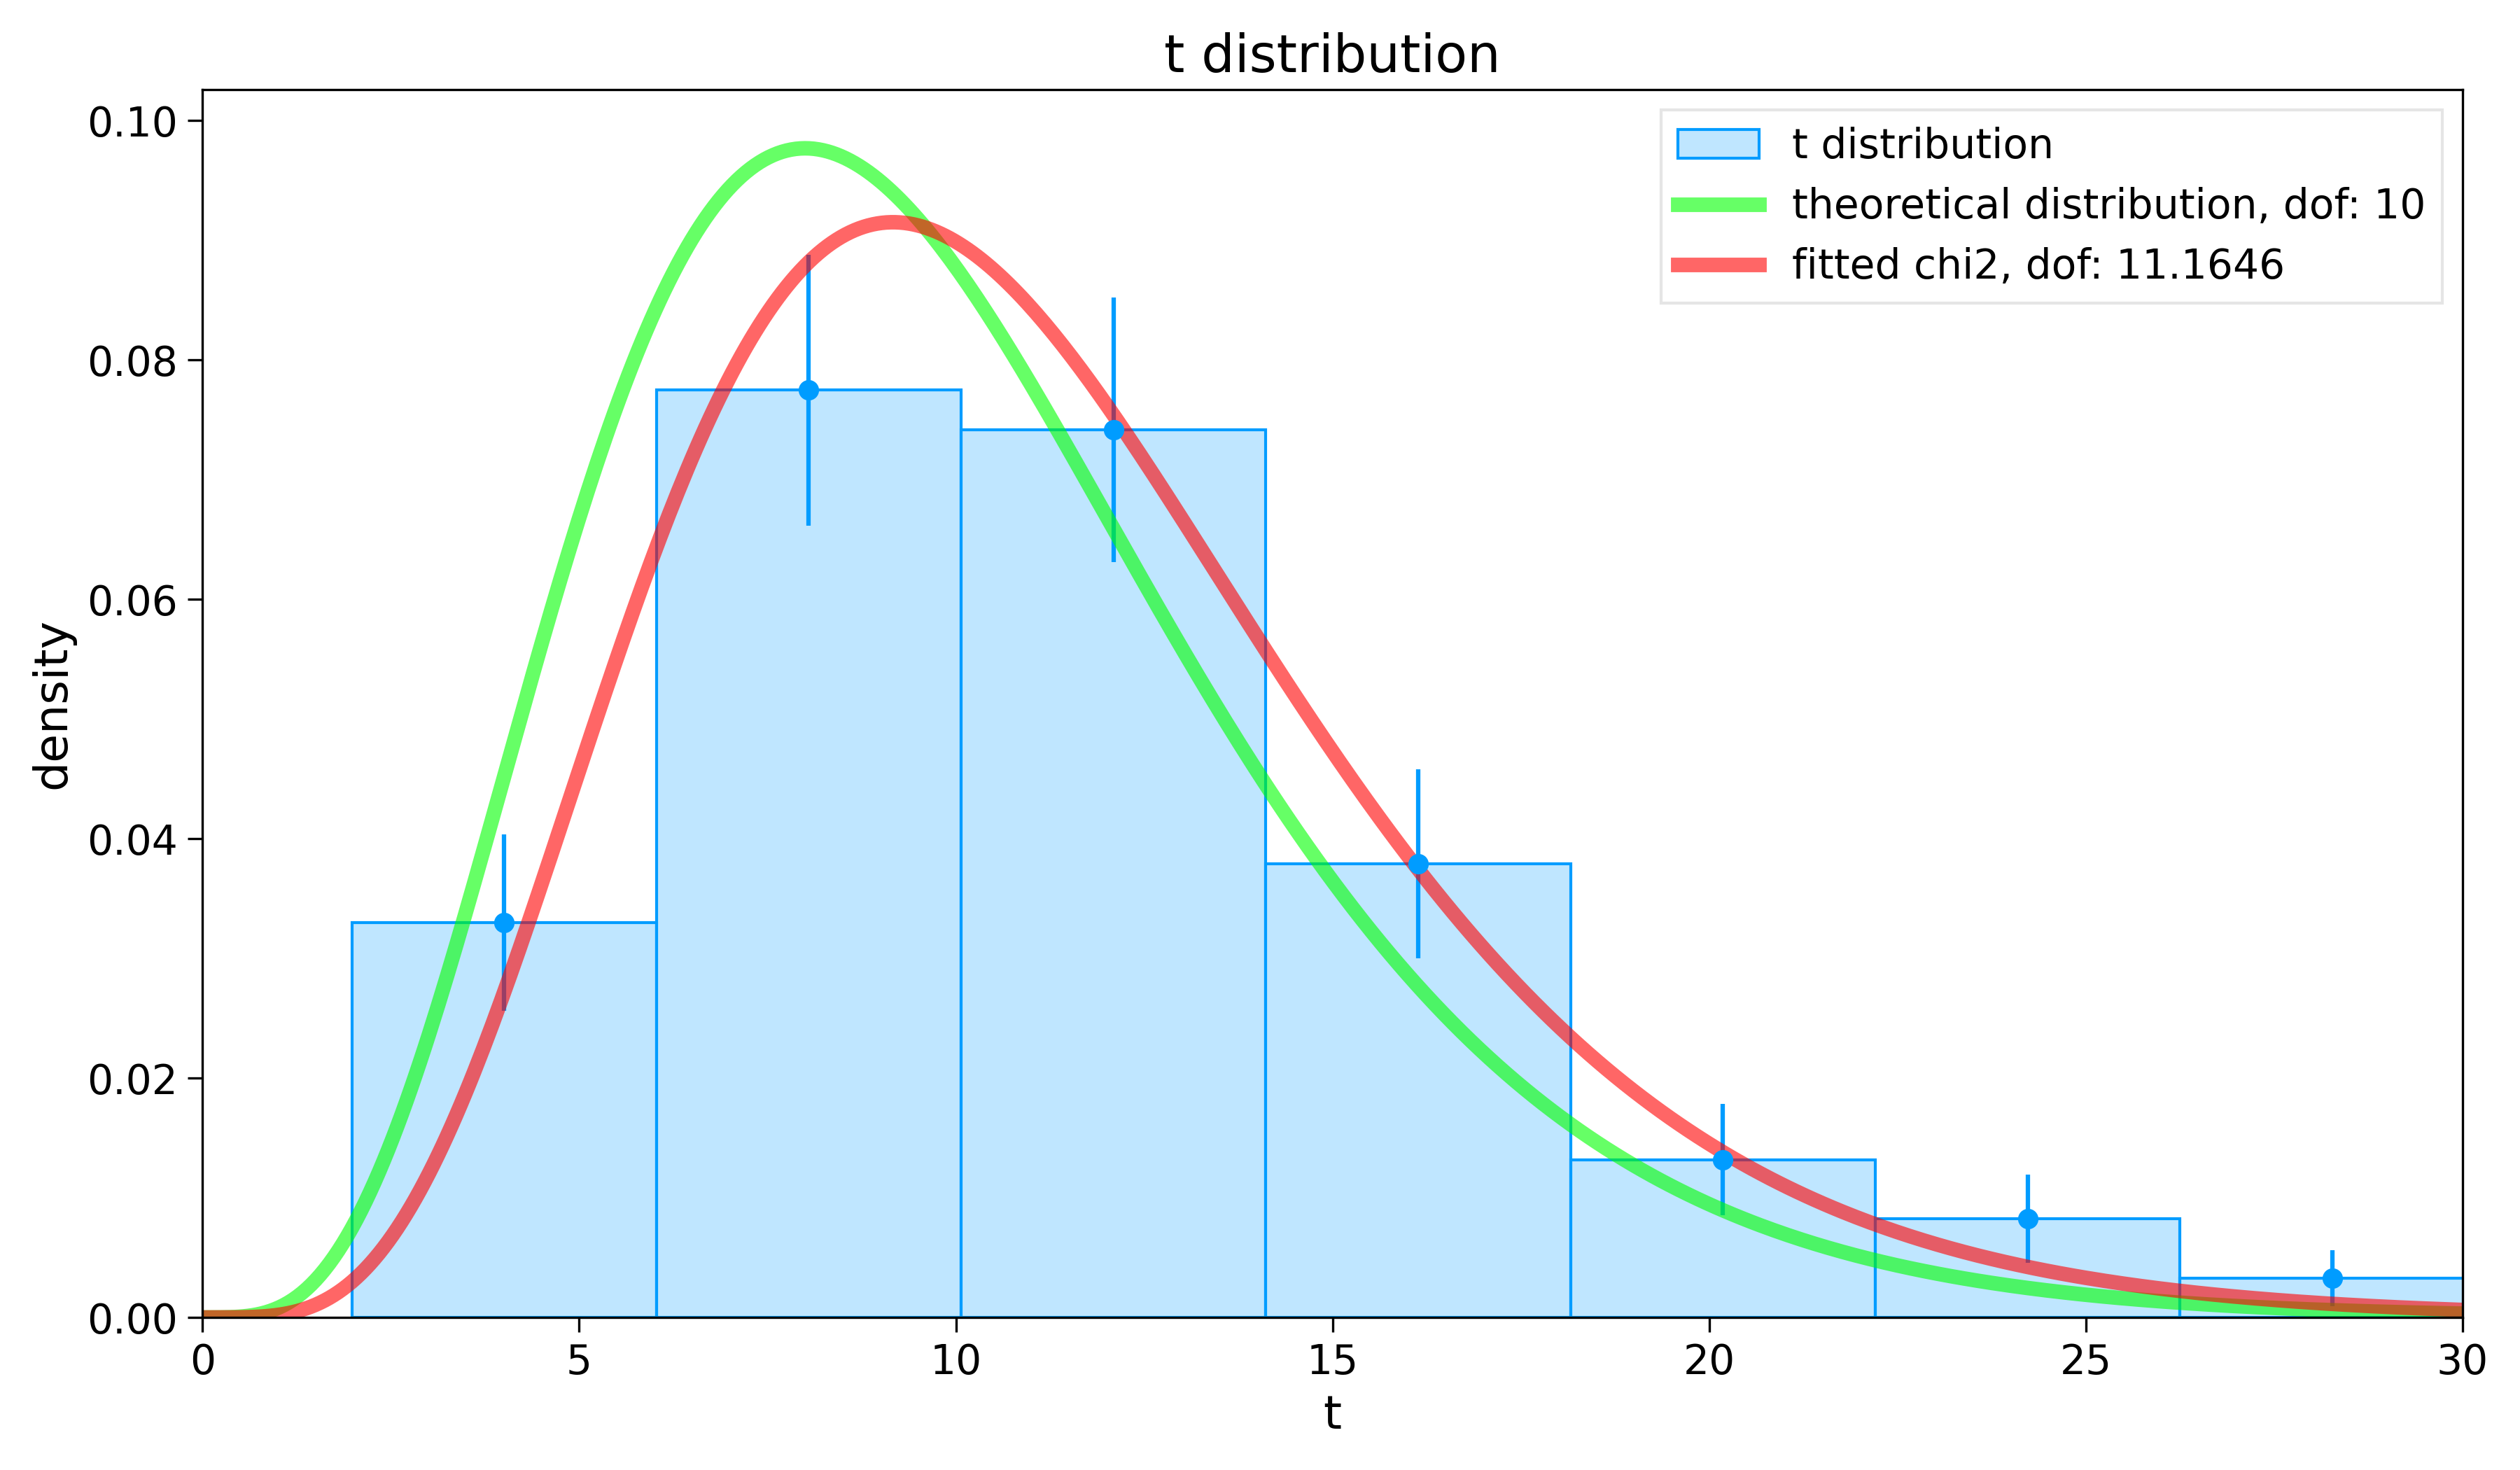 t distribution
t distribution
theoretical distribution, dof: 10
fitted chi2, dof: 11.1646
density
0.10
0.08
0.06
0.04
0.02
0.00
0 5 10 15 20 25 30
t